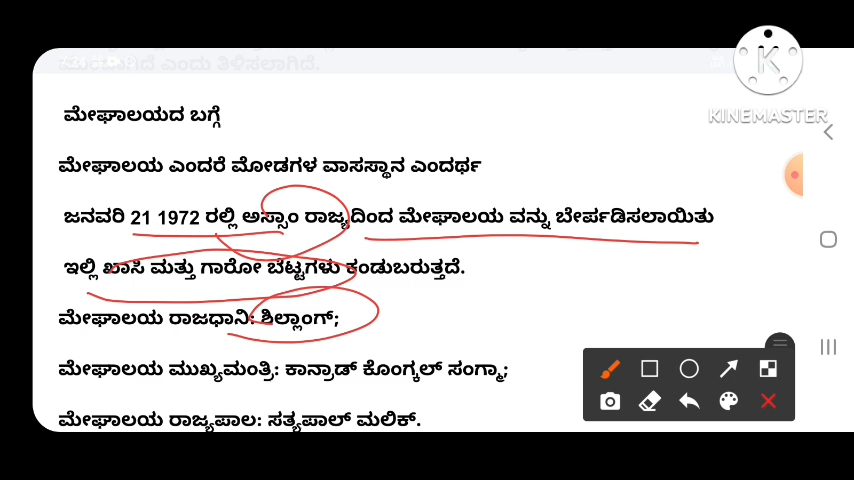 ಎಂದು ತಿಳಿಸಲಾಗಿದೆ.
KINEMASTER
ಮೇಘಾಲಯದ ಬಗ್ಗೆ
ಮೇಘಾಲಯ ಎಂದರೆ ಮೋಡಗಳ ವಾಸಸ್ಥಾನ ಎಂದರ್ಥ
ಜನವರಿ 21 1972 ರಲ್ಲಿ ಅಸ್ಸಾಂ ರಾಜ್ಯದಿಂದ ಮೇಘಾಲಯ ವನ್ನು ಬೇರ್ಪಡಿಸಲಾಯಿತು
ಇಲ್ಲಿ ಖಾಸಿ ಮತ್ತು ಗಾರೋ ಬೆಟ್ಟಗಳು ಕಂಡುಬರುತ್ತದೆ.
ಮೇಘಾಲಯ ರಾಜಧಾನಿ: ಶಿಲ್ಲಾಂಗ್;
ಮೇಘಾಲಯ ಮುಖ್ಯಮಂತ್ರಿ: ಕಾನ್ರಾಡ್ ಕೊಂಗ್ಕಲ್ ಸಂಗ್ಮಾ;
ಮೇಘಾಲಯ ರಾಜ್ಯಪಾಲ: ಸತ್ಯಪಾಲ್ ಮಲಿಕ್.